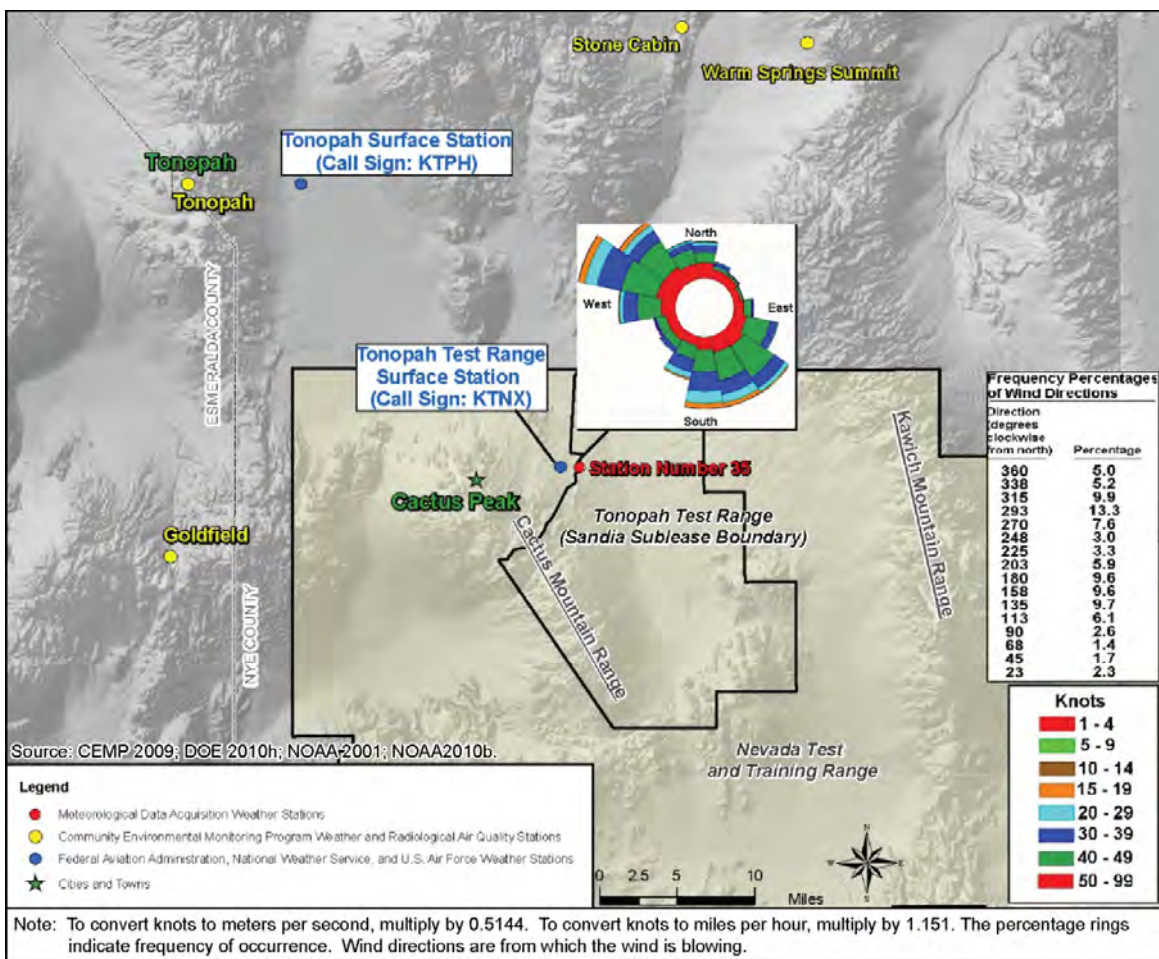 Stone Cabin
Warm Springs Summit
Tonopah Surface Station
(Call Sign: KTPH)
Tonopah
Tonopah
ESMERALDA COUNTY
NYE COUNTY
North
West
East
South
Tonopah Test Range
Surface Station
(Call Sign: KTNX)
Station Number 35
Cactus Peak
Goldfield
Tonopah Test Range
(Sandia Sublease Boundary)
Cactus Mountain Range
Kawich Mountain Range
Nevada Test
and Training Range
Frequency Percentages
of Wind Directions
Direction
(degrees
clockwise
from north) Percentage
360 5.0
338 5.2
315 9.9
293 13.3
270 7.6
248 3.0
225 3.3
203 5.9
180 9.6
158 9.6
135 9.7
113 6.1
90 2.6
68 1.4
45 1.7
23 2.3
Knots
1 - 4
5 - 9
10 - 14
15 - 19
20 - 29
30 - 39
40 - 49
50 - 99
Source: CEMP 2009; DOE 2010h; NOAA 2001; NOAA2010b.
Legend
Meteorological Data Acquisition Weather Stations
Community Environmental Monitoring Program Weather and Radiological Air Quality Stations
Federal Aviation Administration, National Weather Service, and U.S. Air Force Weather Stations
Cities and Towns
0 2.5 5 10
Miles
N
W E
S
Note: To convert knots to meters per second, multiply by 0.5144. To convert knots to miles per hour, multiply by 1.151. The percentage rings
indicate frequency of occurrence. Wind directions are from which the wind is blowing.